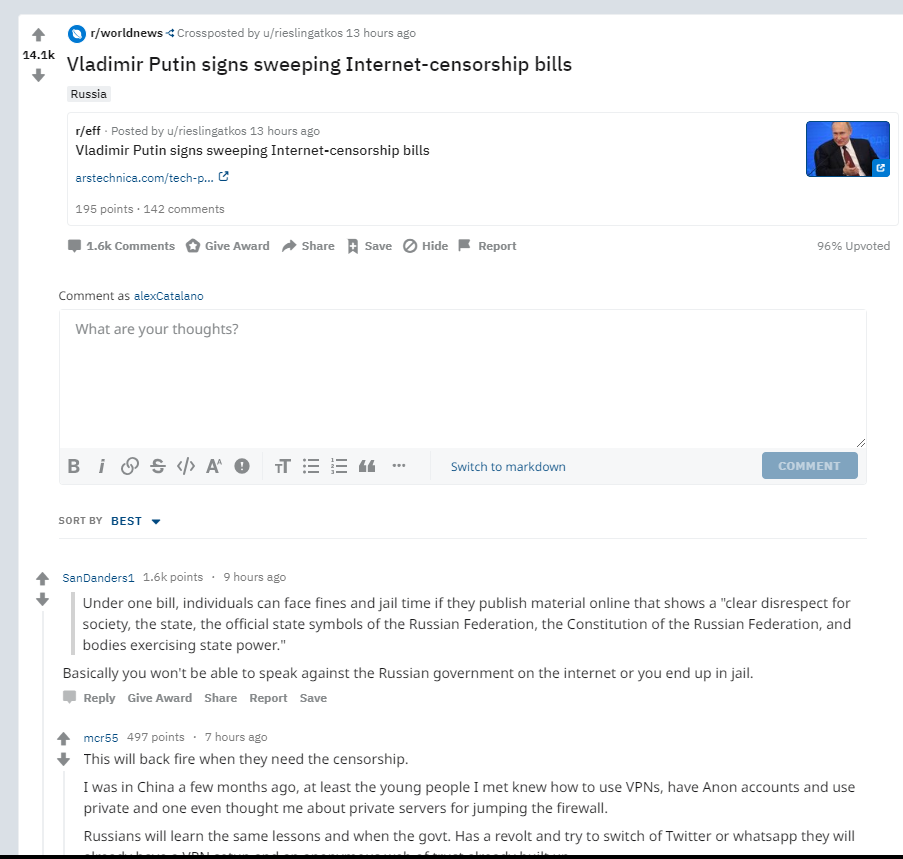 r/worldnews Crossposted by u/rieslingatkos 13 hours ago
14.1k
Vladimir Putin signs sweeping Internet-censorship bills
Russia
r/eff · Posted by u/rieslingatkos 13 hours ago
Vladimir Putin signs sweeping Internet-censorship bills
arstechnica.com/tech-p...
195 points · 142 comments
1.6k Comments Give Award Share Save Hide Report 96% Upvoted
Comment as alexCatalano
What are your thoughts?
B i S </> A^A TT ••• Switch to markdown COMMENT
SORT BY BEST
SanDanders1 1.6k points · 9 hours ago
Under one bill, individuals can face fines and jail time if they publish material online that shows a "clear disrespect for
society, the state, the official state symbols of the Russian Federation, the Constitution of the Russian Federation, and
bodies exercising state power."
Basically you won't be able to speak against the Russian government on the internet or you end up in jail.
Reply Give Award Share Report Save
mcr55 497 points · 7 hours ago
This will back fire when they need the censorship.
I was in China a few months ago, at least the young people I met knew how to use VPNs, have Anon accounts and use
private and one even thought me about private servers for jumping the firewall.
Russians will learn the same lessons and when the govt. Has a revolt and try to switch of Twitter or whatsapp they will